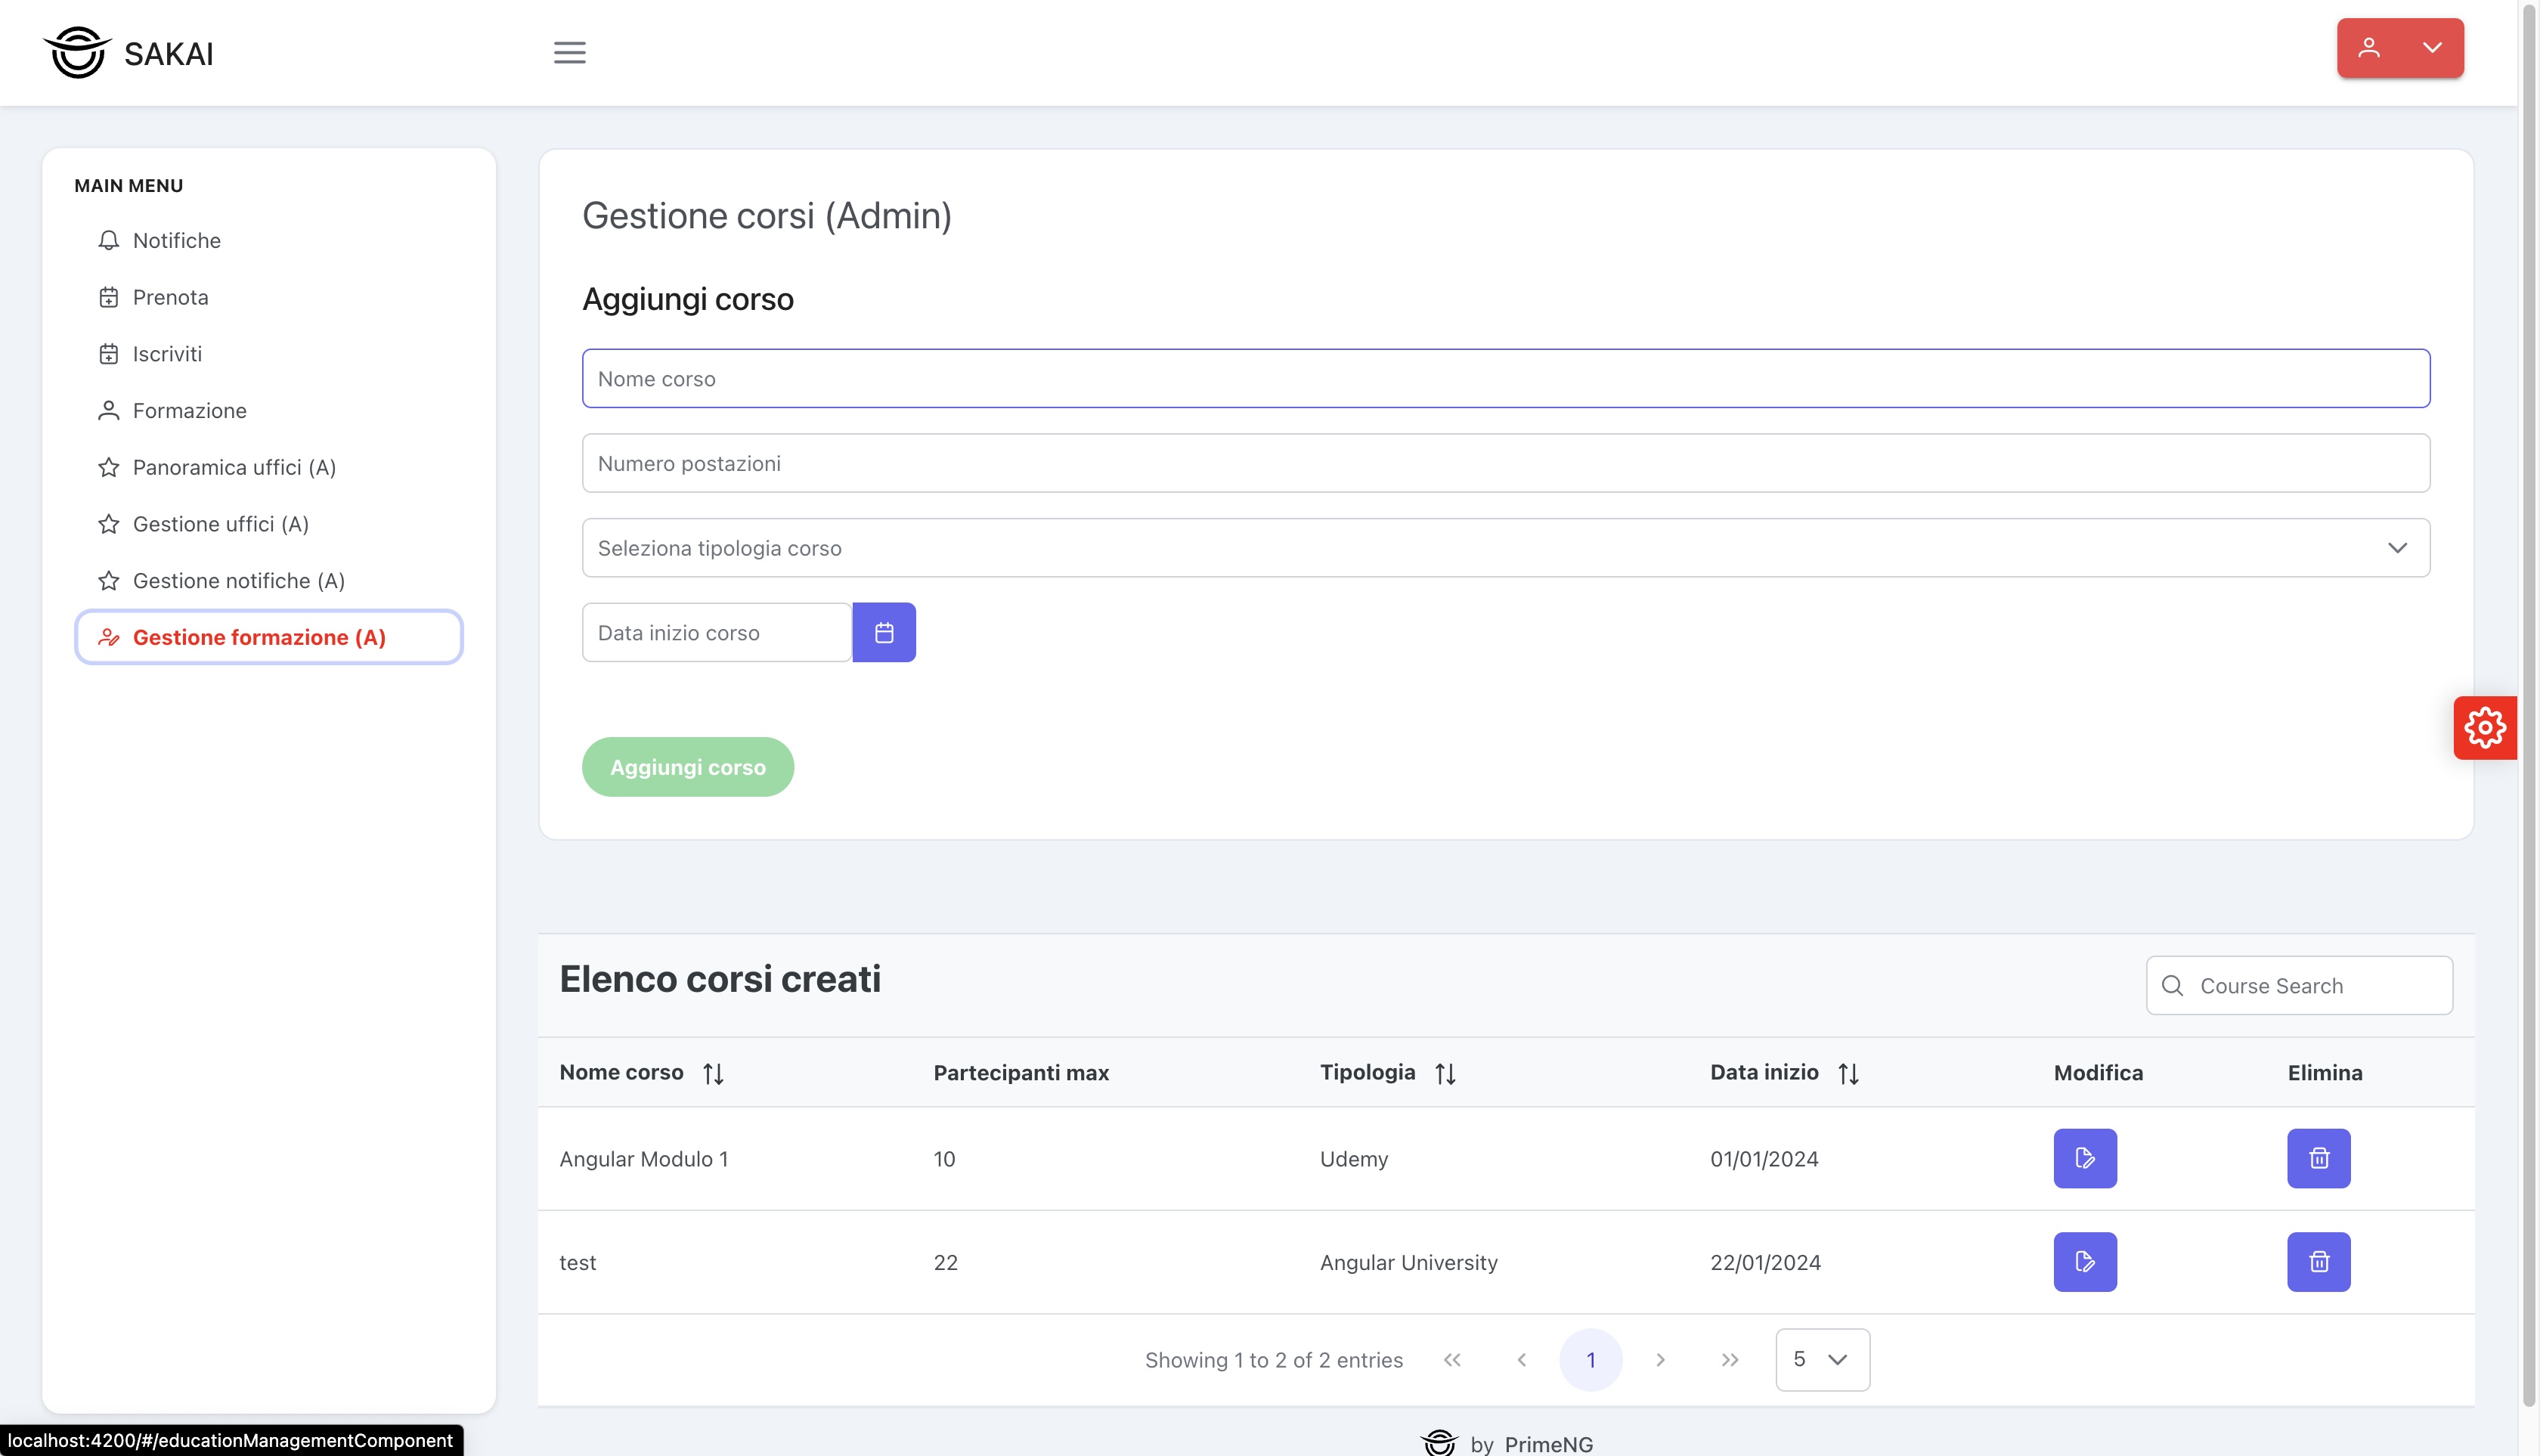 SAKAI
MAIN MENU
Notifiche
Prenota
Iscriviti
Formazione
Panoramica uffici (A)
Gestione uffici (A)
Gestione notifiche (A)
Gestione formazione (A)
Gestione corsi (Admin)
Aggiungi corso
Nome corso
Numero postazioni
Seleziona tipologia corso
Data inizio corso
Aggiungi corso
Elenco corsi creati
Course Search
Nome corso Partecipanti max Tipologia Data inizio Modifica Elimina
Angular Modulo 1 10 Udemy 01/01/2024
test 22 Angular University 22/01/2024
Showing 1 to 2 of 2 entries 1 5
by PrimeNG
localhost:4200/#/educationManagementComponent